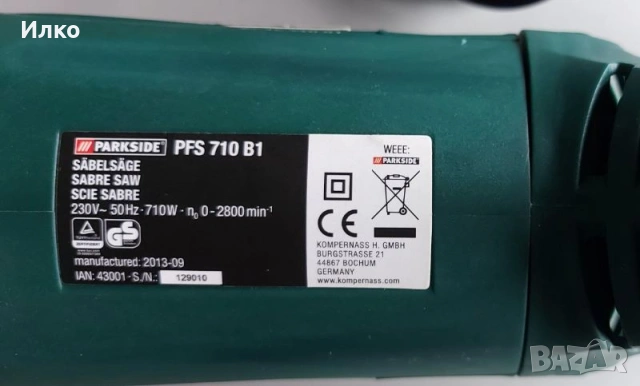 Илко
PARKSIDE PFS 710 B1
SÄBELSÄGE
SABRE SAW
SCIE SABRE
230V~ 50Hz · 710W · n₀ 0-2800 min⁻¹
GS
manufactured: 2013-09
IAN: 43001 · S./N.: 129010
WEEE:
PARKSIDE
CE
KOMPERNASS H. GMBH
BURGSTRASSE 21
44867 BOCHUM
GERMANY
www.kompernass.com
BAZAR